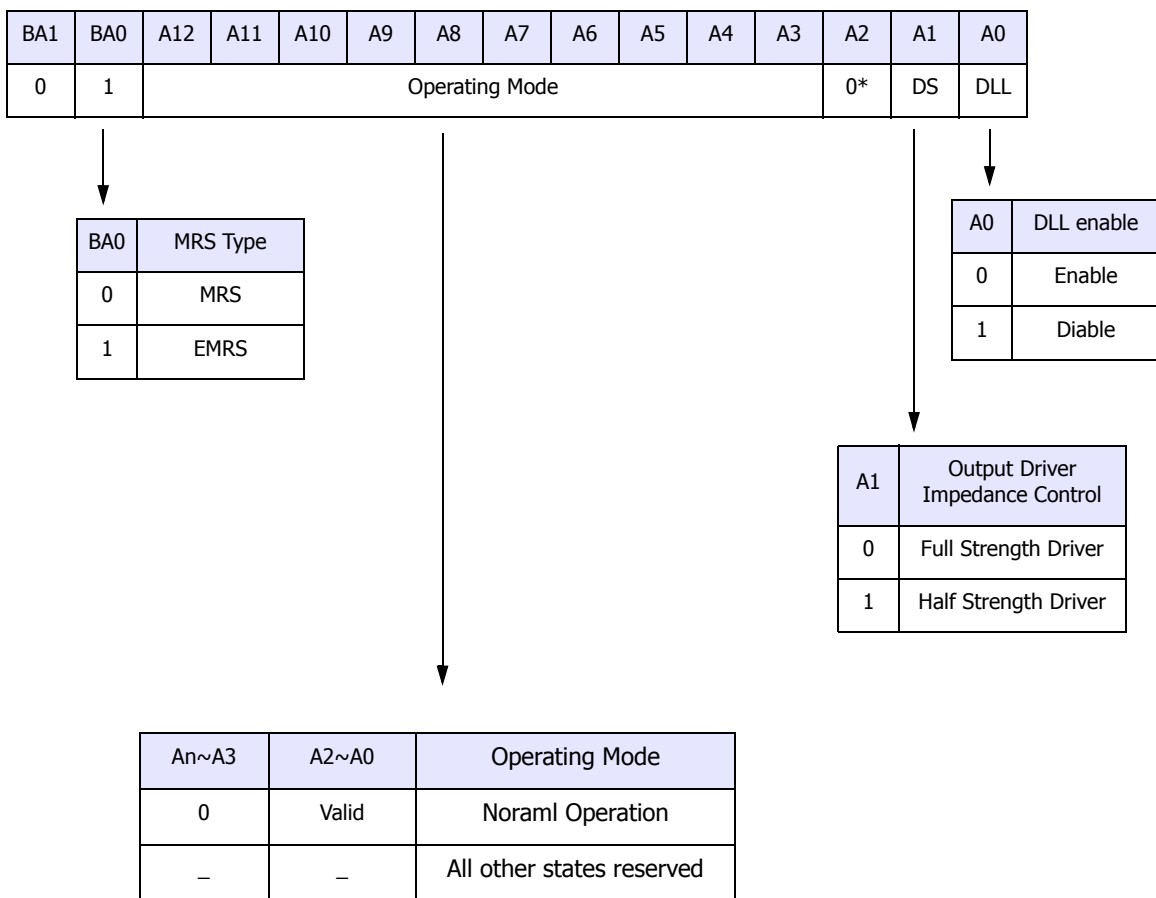 BA1 BA0 A12 A11 A10 A9 A8 A7 A6 A5 A4 A3 A2 A1 A0
0 1 Operating Mode 0* DS DLL
BA0 MRS Type
0 MRS
1 EMRS
A0 DLL enable
0 Enable
1 Diable
A1 Output Driver
Impedance Control
0 Full Strength Driver
1 Half Strength Driver
An~A3 A2~A0 Operating Mode
0 Valid Noraml Operation
_ _ All other states reserved